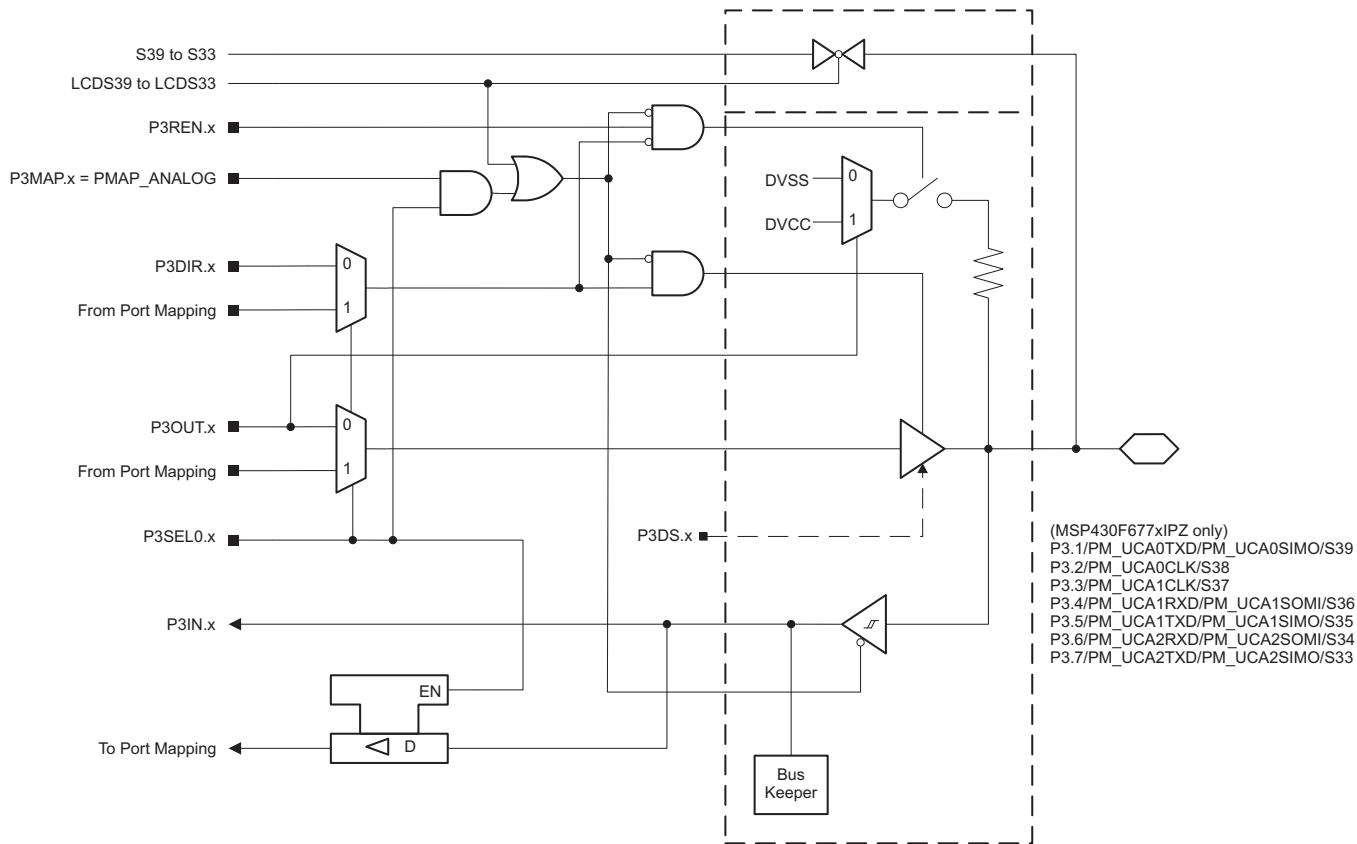 S39 to S33
LCDS39 to LCDS33
P3REN.x
P3MAP.x = PMAP_ANALOG
DVSS
0
DVCC
1
P3DIR.x
0
From Port Mapping
1
P3OUT.x
0
From Port Mapping
1
P3SEL0.x
P3DS.x
(MSP430F677xIPZ only)
P3.1/PM_UCA0TXD/PM_UCA0SIMO/S39
P3.2/PM_UCA0CLK/S38
P3.3/PM_UCA1CLK/S37
P3.4/PM_UCA1RXD/PM_UCA1SOMI/S36
P3.5/PM_UCA1TXD/PM_UCA1SIMO/S35
P3.6/PM_UCA2RXD/PM_UCA2SOMI/S34
P3.7/PM_UCA2TXD/PM_UCA2SIMO/S33
P3IN.x
EN
To Port Mapping
D
Bus
Keeper